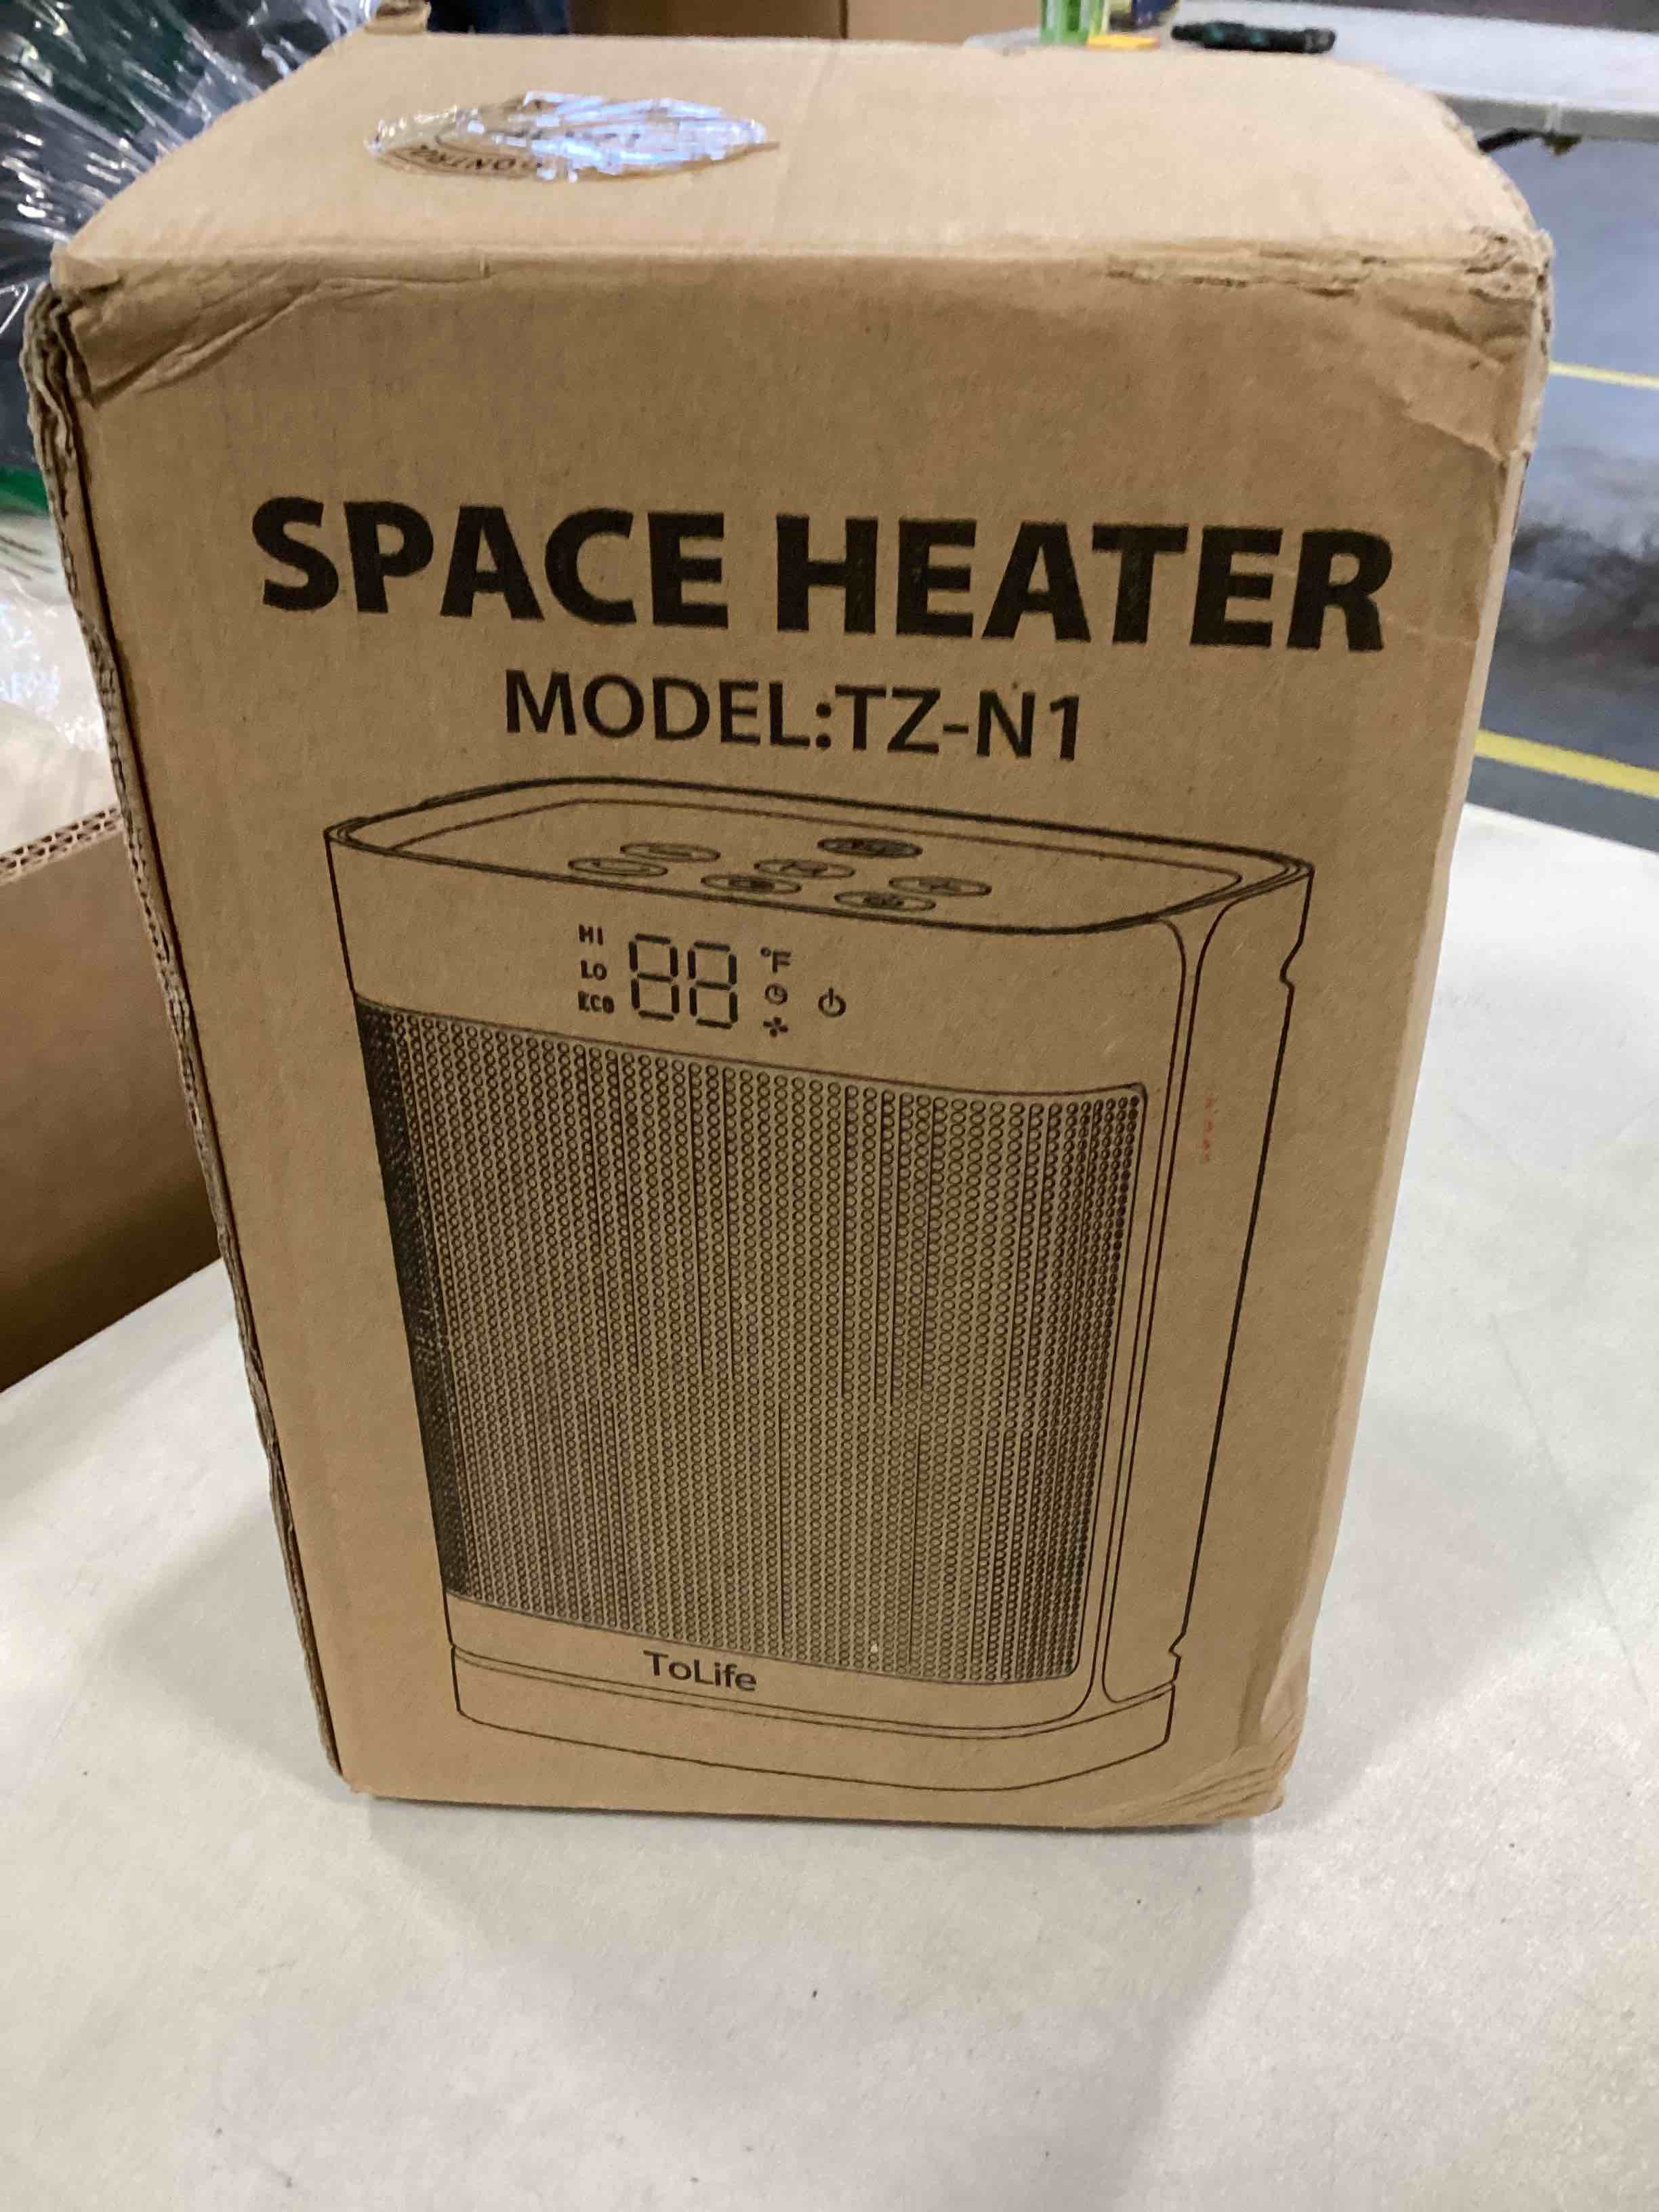 SPACE HEATER
MODEL:TZ-N1
HI
LO
ECO
88
°F
ToLife